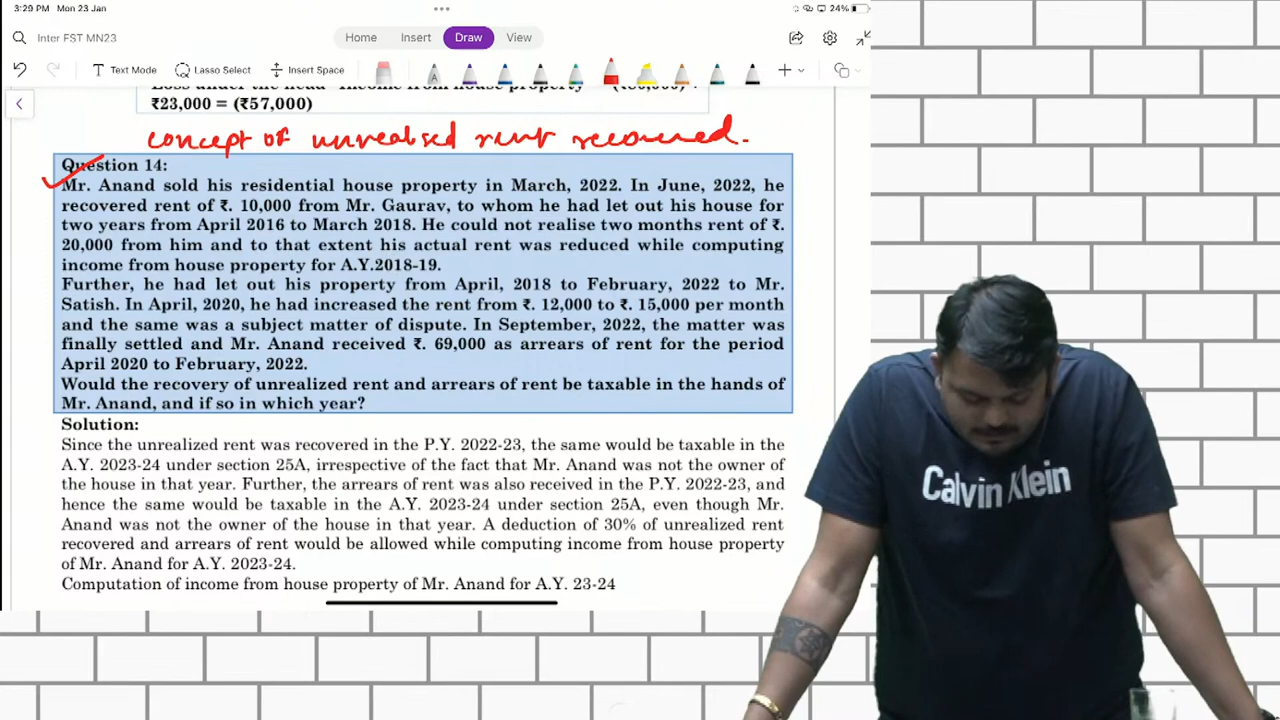 3:29 PM Mon 23 Jan
24%
Inter FST MN23
Home Insert Draw View
Text Mode Lasso Select Insert Space
Loss under the head "Income from house property"
₹23,000 = (₹57,000)
concept of unrealised rent recovered.
Question 14:
Mr. Anand sold his residential house property in March, 2022. In June, 2022, he
recovered rent of ₹. 10,000 from Mr. Gaurav, to whom he had let out his house for
two years from April 2016 to March 2018. He could not realise two months rent of ₹.
20,000 from him and to that extent his actual rent was reduced while computing
income from house property for A.Y.2018-19.
Further, he had let out his property from April, 2018 to February, 2022 to Mr.
Satish. In April, 2020, he had increased the rent from ₹. 12,000 to ₹. 15,000 per month
and the same was a subject matter of dispute. In September, 2022, the matter was
finally settled and Mr. Anand received ₹. 69,000 as arrears of rent for the period
April 2020 to February, 2022.
Would the recovery of unrealized rent and arrears of rent be taxable in the hands of
Mr. Anand, and if so in which year?
Solution:
Since the unrealized rent was recovered in the P.Y. 2022-23, the same would be taxable in the
A.Y. 2023-24 under section 25A, irrespective of the fact that Mr. Anand was not the owner of
the house in that year. Further, the arrears of rent was also received in the P.Y. 2022-23, and
hence the same would be taxable in the A.Y. 2023-24 under section 25A, even though Mr.
Anand was not the owner of the house in that year. A deduction of 30% of unrealized rent
recovered and arrears of rent would be allowed while computing income from house property
of Mr. Anand for A.Y. 2023-24.
Computation of income from house property of Mr. Anand for A.Y. 23-24
Calvin Klein